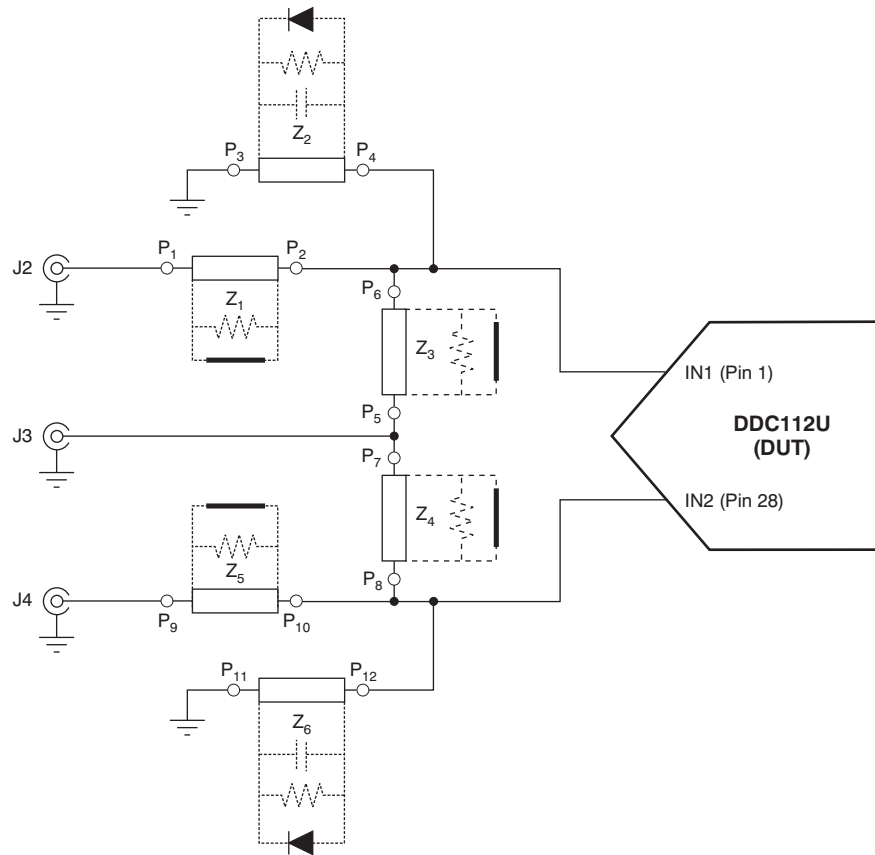 Z2
P3
P4
J2
P1
P2
Z1
P6
Z3
P5
IN1 (Pin 1)
DDC112U
(DUT)
J3
P7
Z4
IN2 (Pin 28)
P8
Z5
J4
P9
P10
P11
P12
Z6